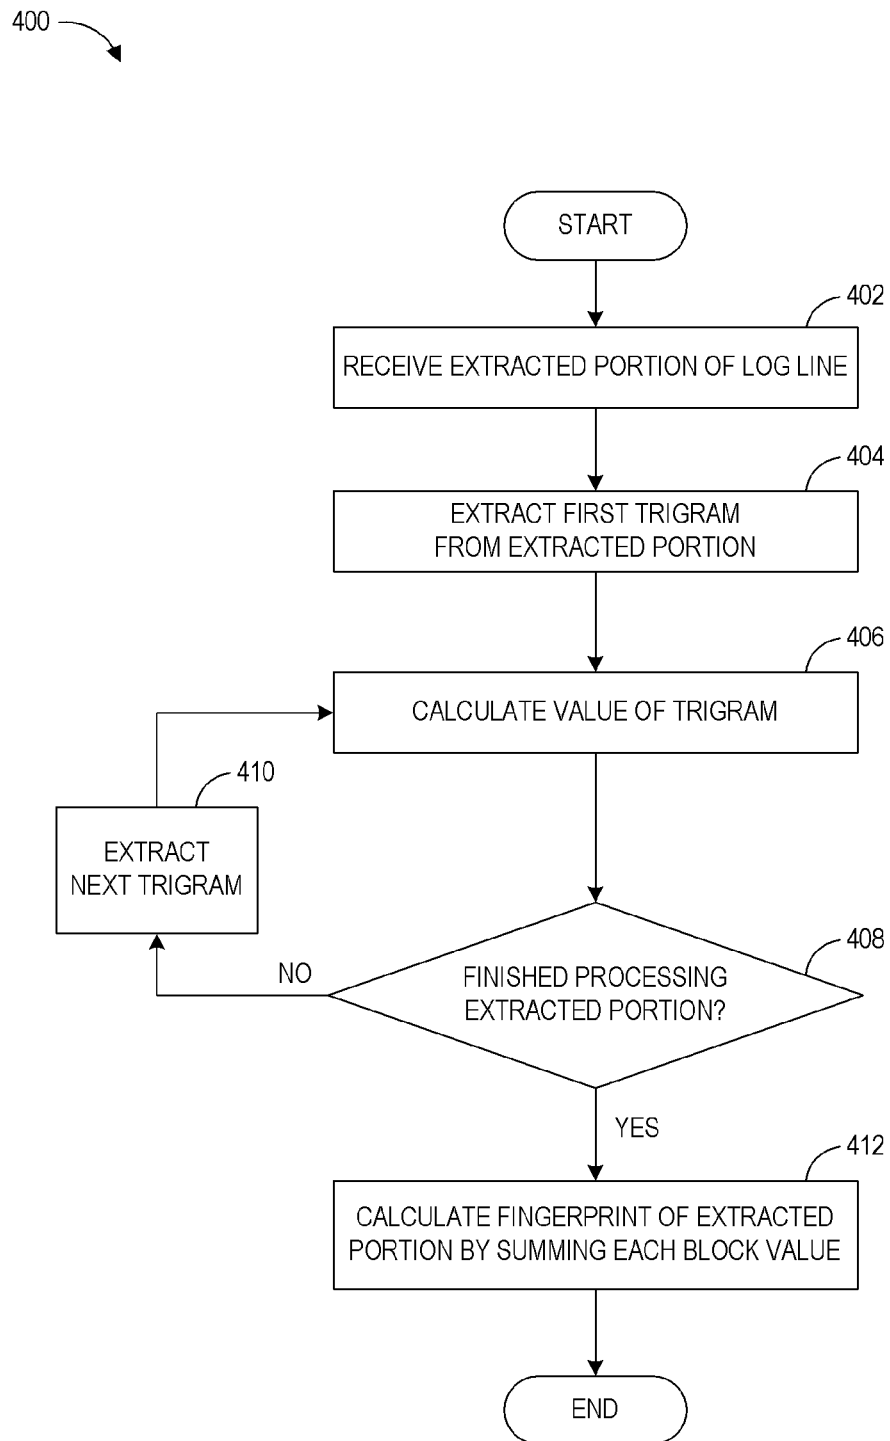 400
START
402
RECEIVE EXTRACTED PORTION OF LOG LINE
404
EXTRACT FIRST TRIGRAM
FROM EXTRACTED PORTION
406
CALCULATE VALUE OF TRIGRAM
410
EXTRACT
NEXT TRIGRAM
408
NO
FINISHED PROCESSING
EXTRACTED PORTION?
YES
412
CALCULATE FINGERPRINT OF EXTRACTED
PORTION BY SUMMING EACH BLOCK VALUE
END